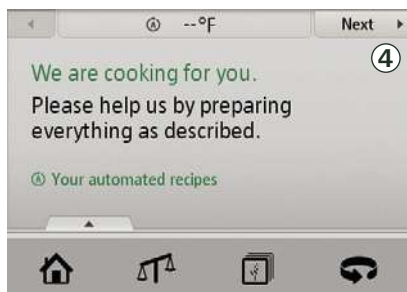 Ⓐ --°F
Next
④
We are cooking for you.
Please help us by preparing
everything as described.
Ⓐ Your automated recipes